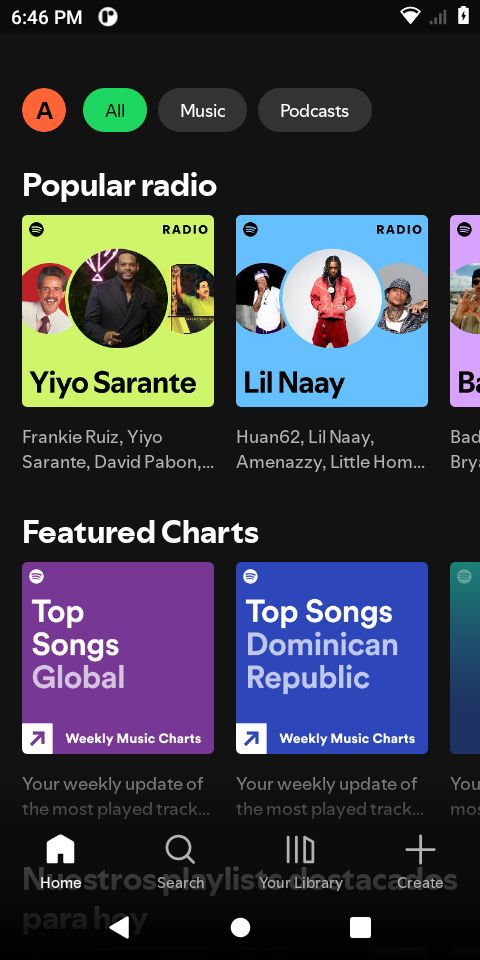 6:46 PM
A
All
Music
Podcasts
Popular radio
RADIO
Yiyo Sarante
RADIO
Lil Naay
Ba
Frankie Ruiz, Yiyo
Sarante, David Pabon,...
Huan62, Lil Naay,
Amenazzy, Little Hom...
Bad
Brya
Featured Charts
Top
Songs
Global
Weekly Music Charts
Top Songs
Dominican
Republic
Weekly Music Charts
Your weekly update of
the most played track...
Your weekly update of
the most played track...
You
mos
Nuestros playlists destacados
para hoy
Home
Search
Your Library
Create